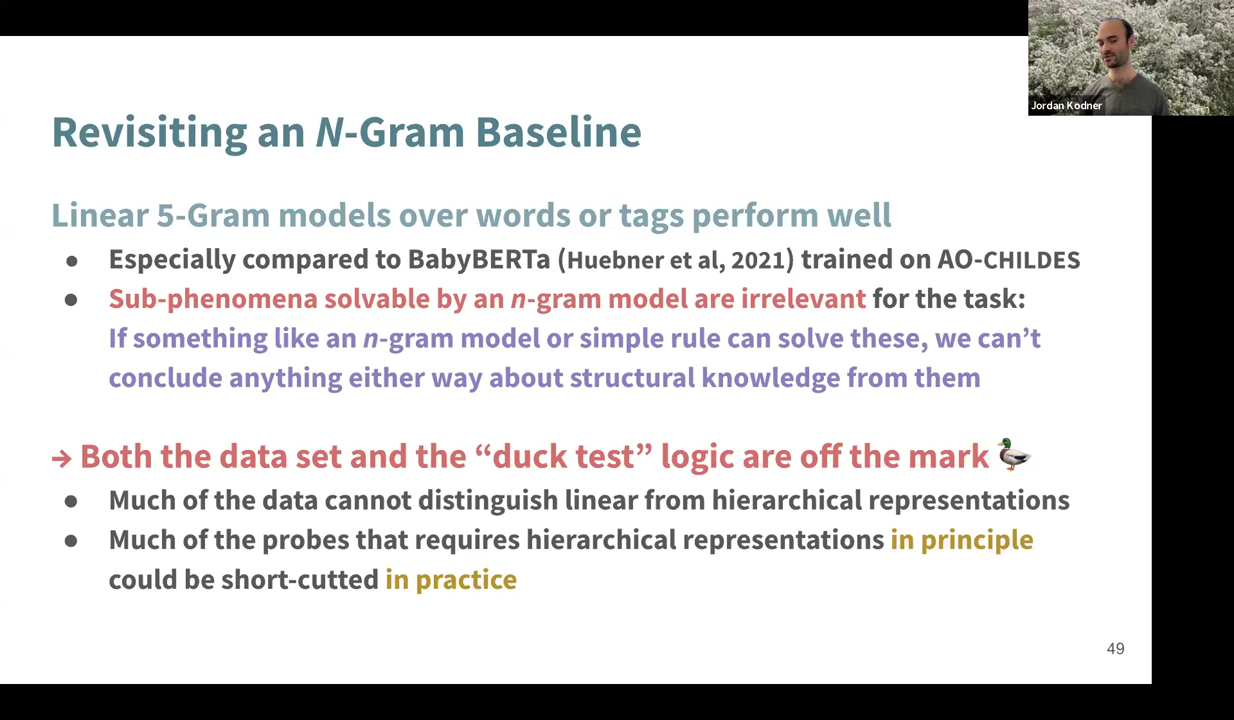 Jordan Kodner
Revisiting an N-Gram Baseline
Linear 5-Gram models over words or tags perform well
● Especially compared to BabyBERTa (Huebner et al, 2021) trained on AO-CHILDES
● Sub-phenomena solvable by an n-gram model are irrelevant for the task:
If something like an n-gram model or simple rule can solve these, we can’t
conclude anything either way about structural knowledge from them
→ Both the data set and the “duck test” logic are off the mark 🦆
● Much of the data cannot distinguish linear from hierarchical representations
● Much of the probes that requires hierarchical representations in principle
could be short-cutted in practice
49